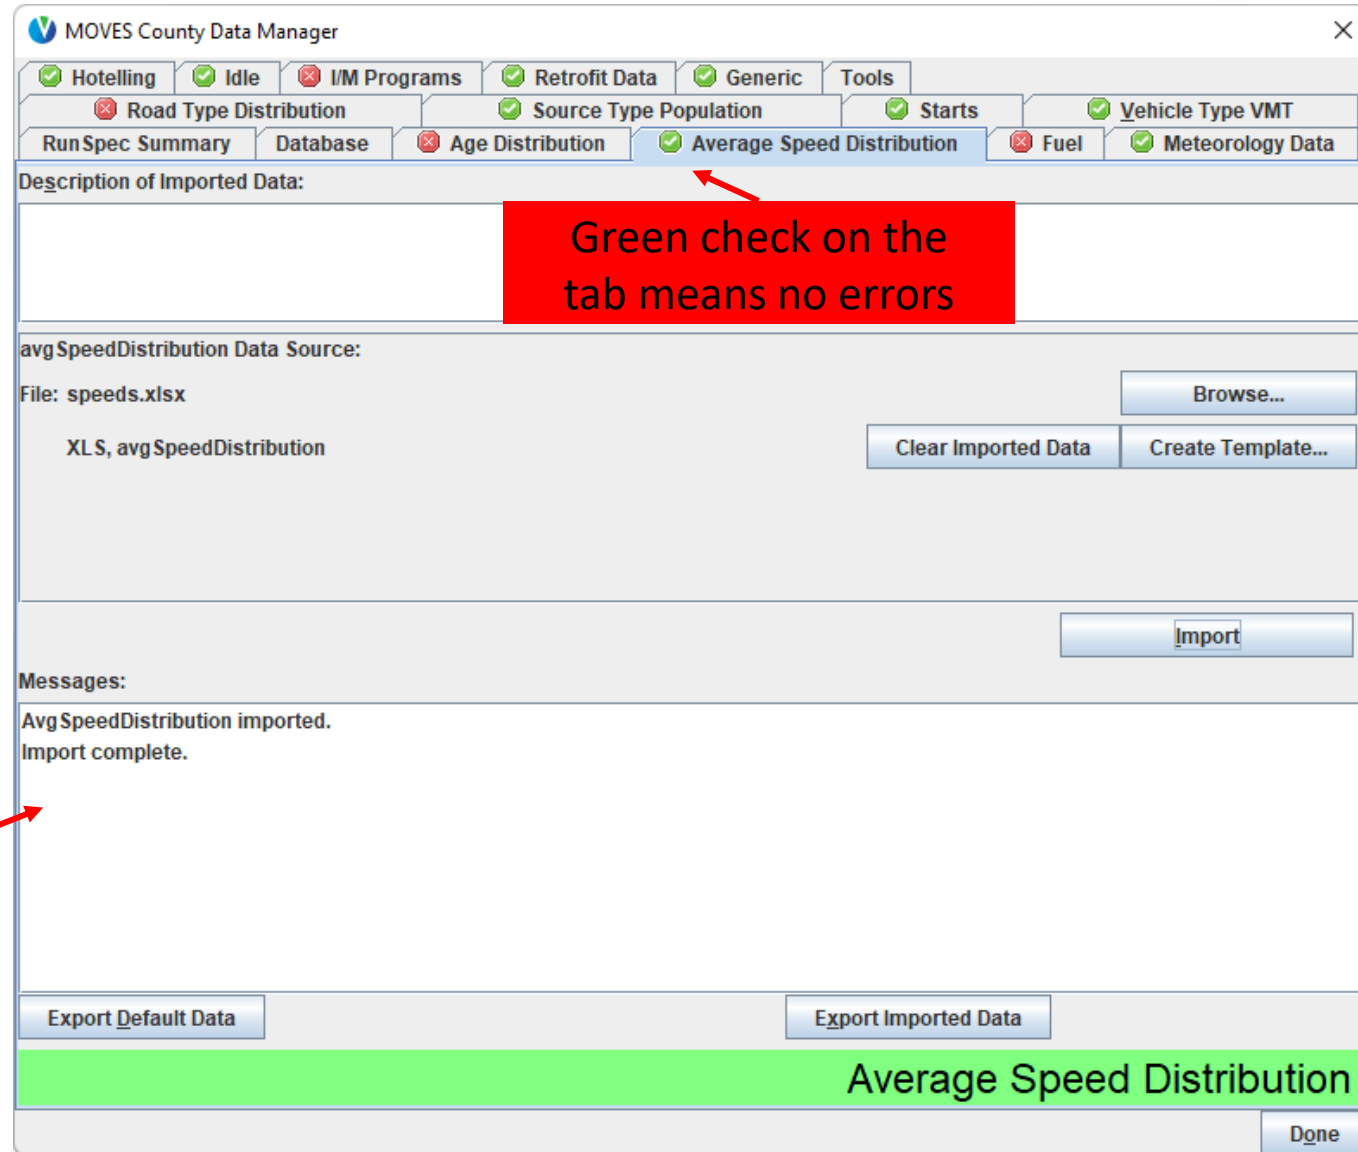 MOVES County Data Manager
Hotelling Idle I/M Programs Retrofit Data Generic Tools
Road Type Distribution Source Type Population Starts Vehicle Type VMT
RunSpec Summary Database Age Distribution Average Speed Distribution Fuel Meteorology Data
Description of Imported Data:
Green check on the
tab means no errors
avgSpeedDistribution Data Source:
File: speeds.xlsx Browse...
XLS, avgSpeedDistribution Clear Imported Data Create Template...
Import
Messages:
AvgSpeedDistribution imported.
Import complete.
Export Default Data Export Imported Data
Average Speed Distribution
Done